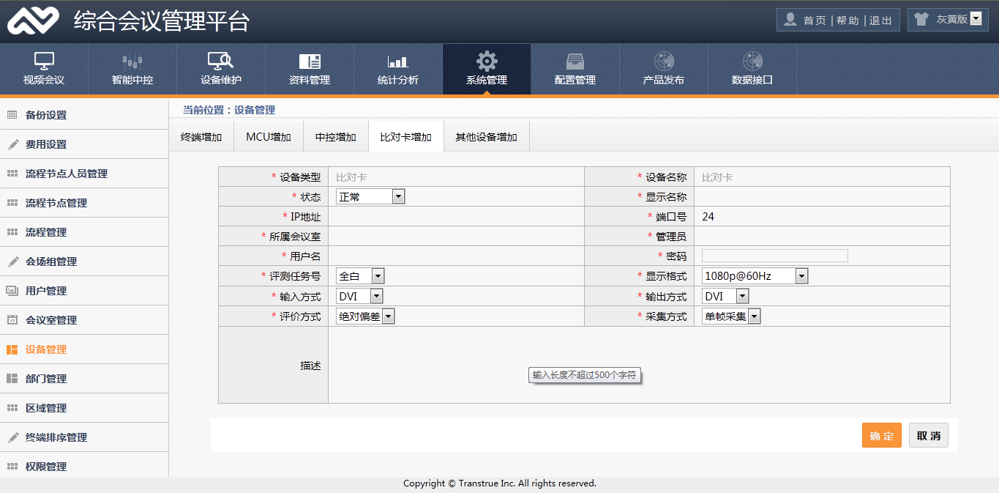 综合会议管理平台
首页 | 帮助 | 退出
灰黄版
视频会议 智能中控 设备维护 资料管理 统计分析 系统管理 配置管理 产品发布 数据接口
备份设置
费用设置
流程节点人员管理
流程节点管理
流程管理
会场组管理
用户管理
会议室管理
设备管理
部门管理
区域管理
终端排序管理
权限管理
当前位置：设备管理
终端增加 MCU增加 中控增加 比对卡增加 其他设备增加
* 设备类型 比对卡 * 设备名称 比对卡
* 状态 正常 * 显示名称
* IP地址 * 端口号 24
* 所属会议室 * 管理员
* 用户名 * 密码
* 评测任务号 全白 * 显示格式 1080p@60Hz
* 输入方式 DVI * 输出方式 DVI
* 评价方式 绝对偏差 * 采集方式 单帧采集
描述
输入长度不超过500个字符
确 定 取 消
Copyright © Transtrue Inc. All rights reserved.